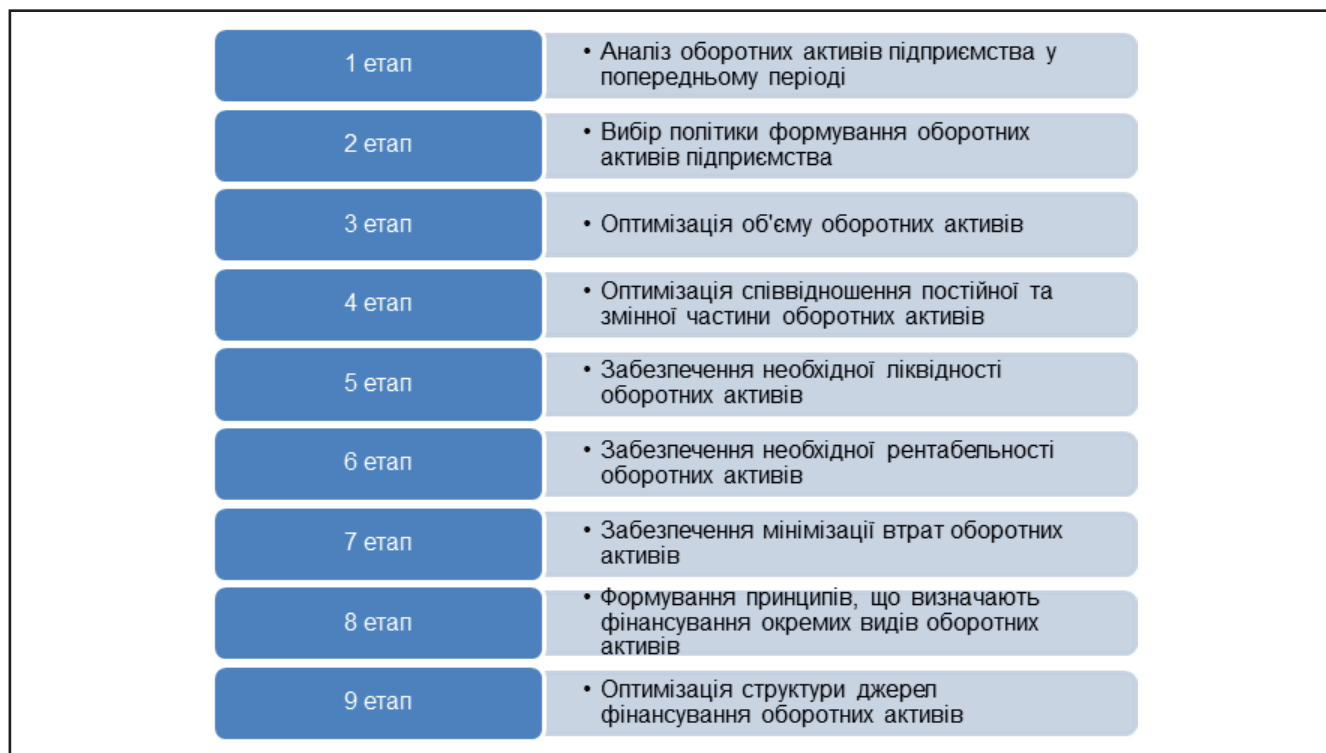 1 етап
• Аналіз оборотних активів підприємства у
попередньому періоді
2 етап
• Вибір політики формування оборотних
активів підприємства
3 етап
• Оптимізація об'єму оборотних активів
4 етап
• Оптимізація співвідношення постійної та
змінної частини оборотних активів
5 етап
• Забезпечення необхідної ліквідності
оборотних активів
6 етап
• Забезпечення необхідної рентабельності
оборотних активів
7 етап
• Забезпечення мінімізації втрат оборотних
активів
8 етап
• Формування принципів, що визначають
фінансування окремих видів оборотних
активів
9 етап
• Оптимізація структури джерел
фінансування оборотних активів